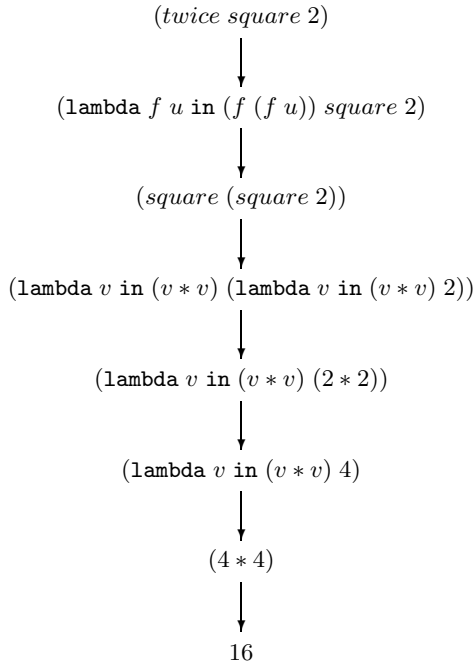 (twice square 2)
(lambda f u in (f (f u)) square 2)
(square (square 2))
(lambda v in (v ∗ v) (lambda v in (v ∗ v) 2))
(lambda v in (v ∗ v) (2 ∗ 2))
(lambda v in (v ∗ v) 4)
(4 ∗ 4)
16